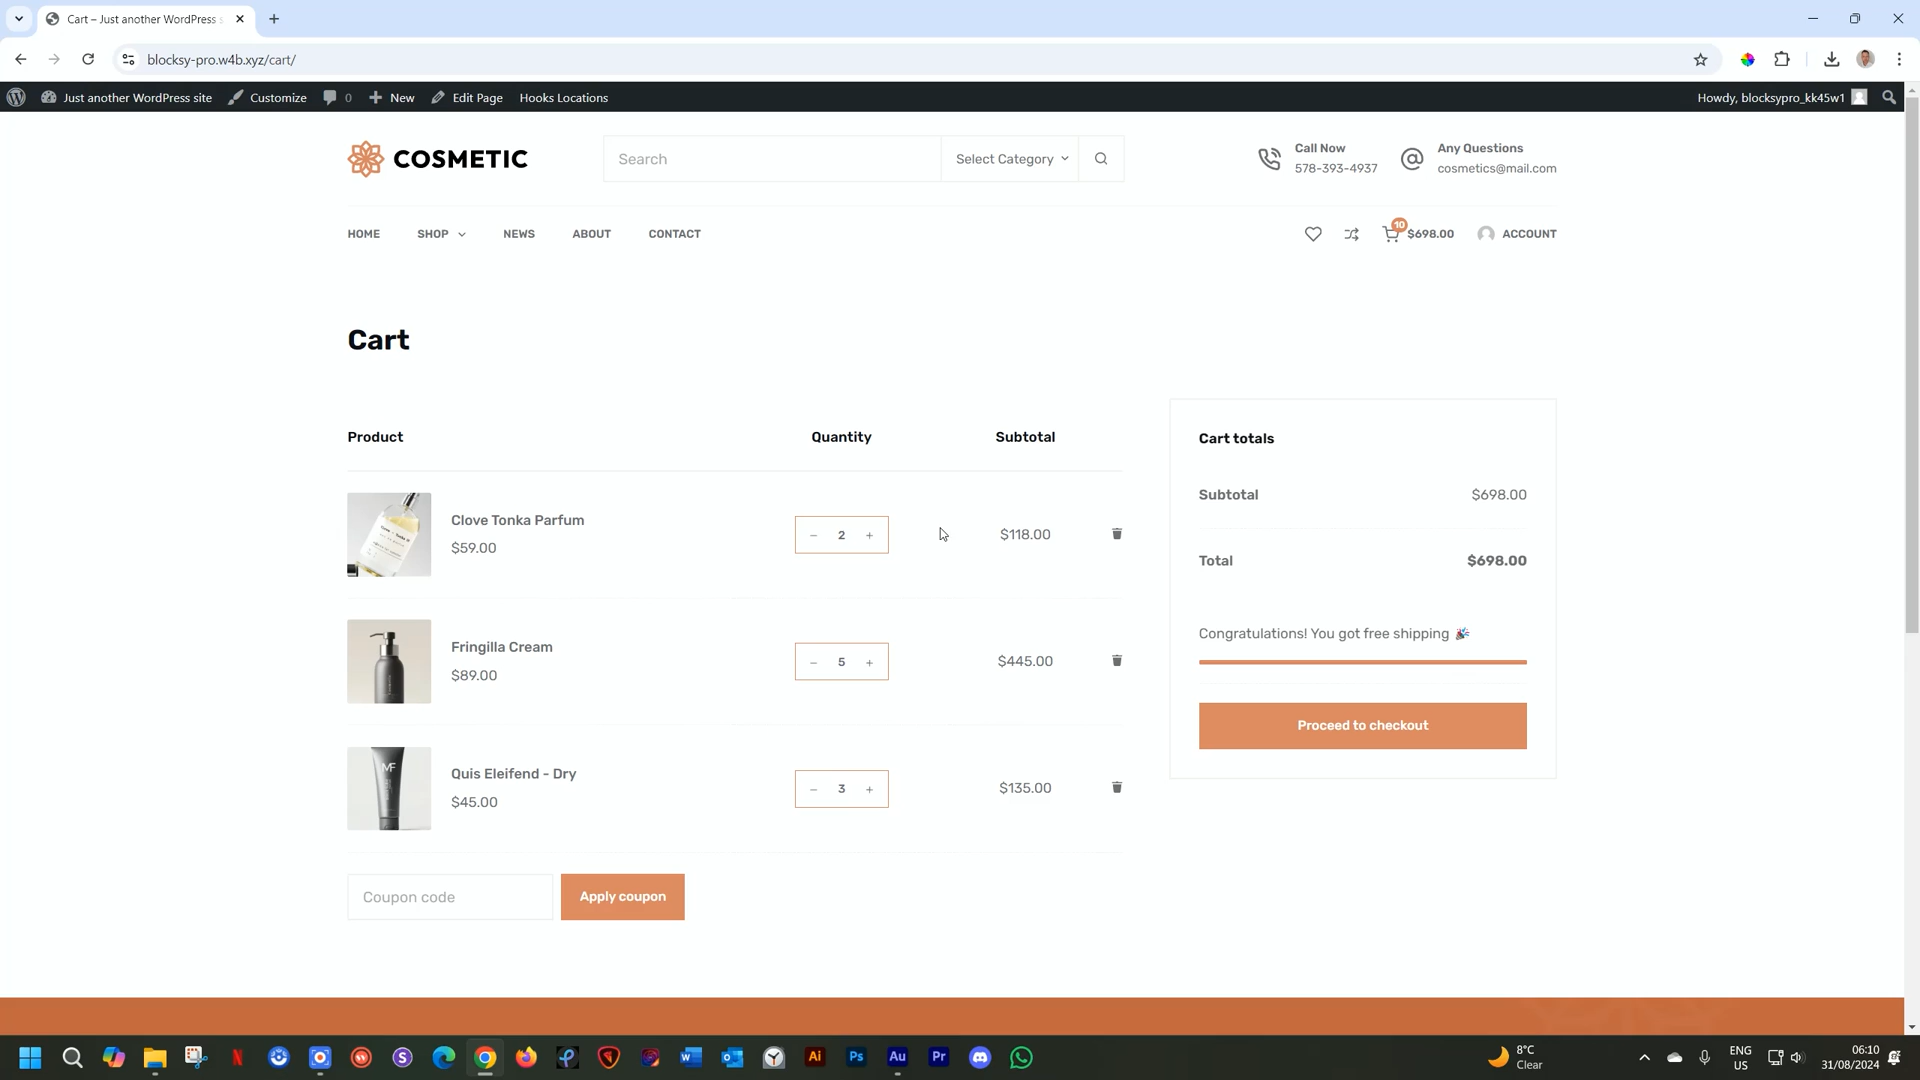 Cart – Just another WordPress s
blocksy-pro.w4b.xyz/cart/
Just another WordPress site Customize 0 New Edit Page Hooks Locations Howdy, blocksypro_kk45w1
COSMETIC
Search
Select Category
Call Now
578-393-4937
Any Questions
cosmetics@mail.com
HOME SHOP NEWS ABOUT CONTACT
10
$698.00 ACCOUNT
Cart
Product Quantity Subtotal
Clove Tonka Parfum
$59.00
− 2 +
$118.00
Fringilla Cream
$89.00
− 5 +
$445.00
MF
Quis Eleifend - Dry
$45.00
− 3 +
$135.00
Coupon code
Apply coupon
Cart totals
Subtotal $698.00
Total $698.00
Congratulations! You got free shipping 🎉
Proceed to checkout
8°C
Clear
ENG
US
06:10
31/08/2024